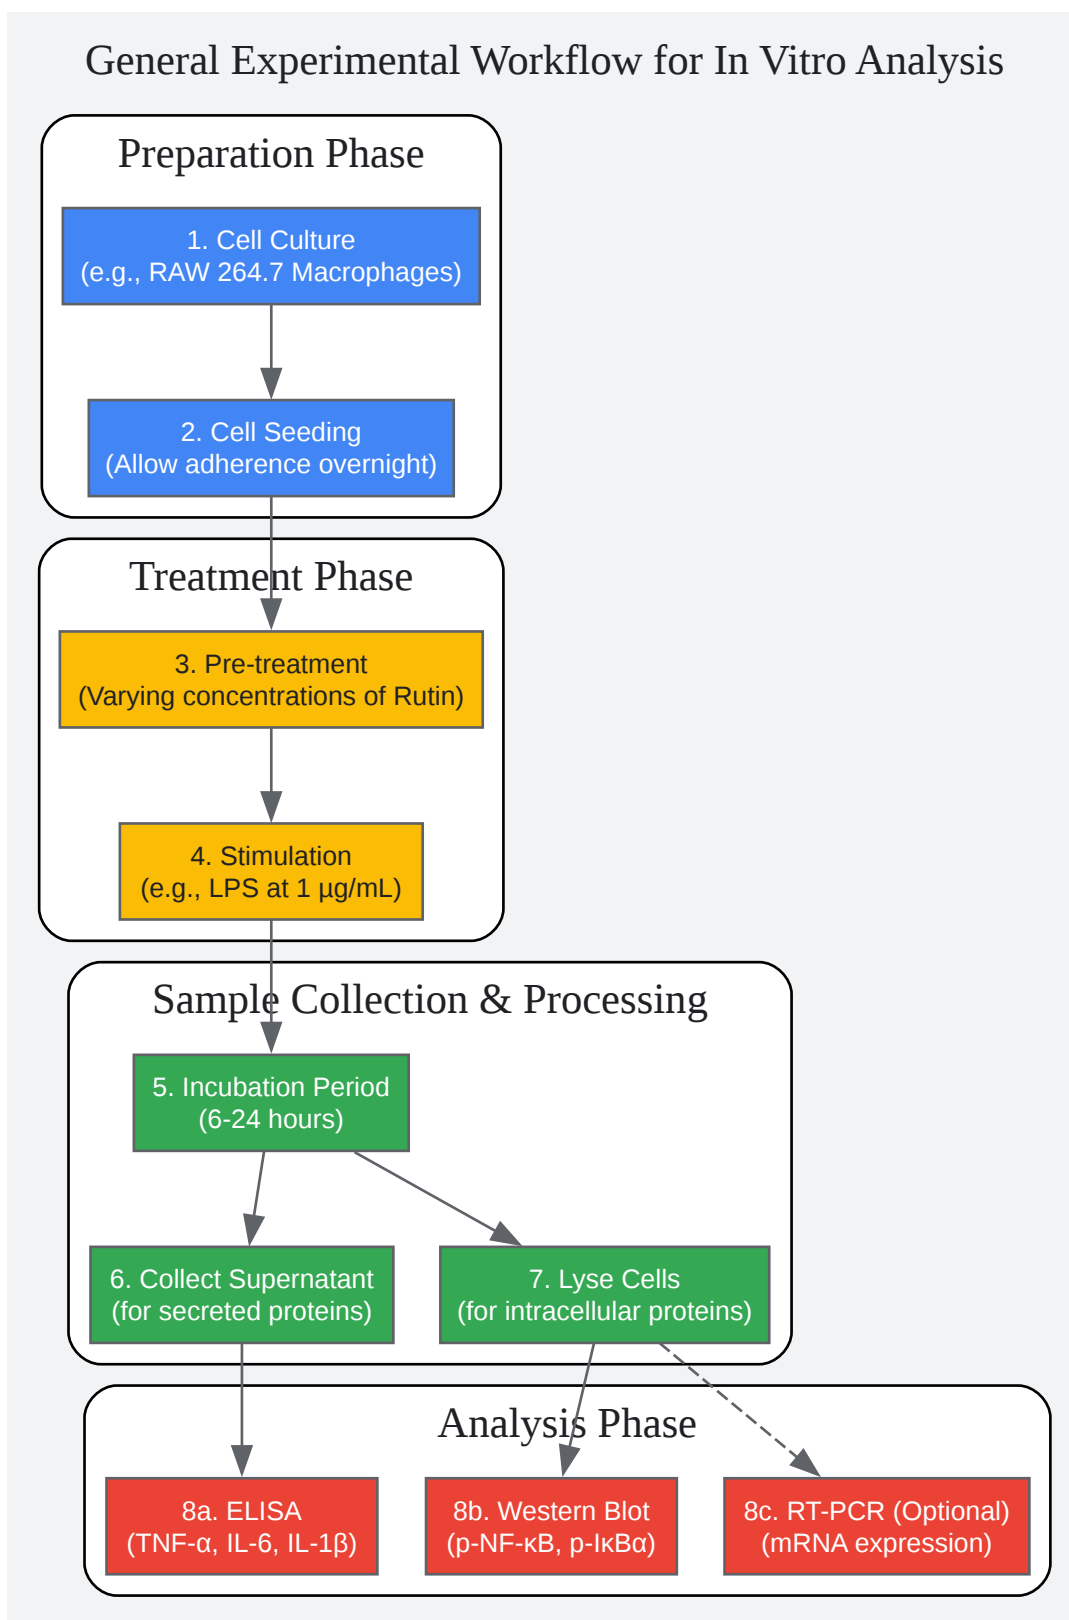 General Experimental Workflow for In Vitro Analysis
Preparation Phase
1. Cell Culture
(e.g., RAW 264.7 Macrophages)
2. Cell Seeding
(Allow adherence overnight)
Treatment Phase
3. Pre-treatment
(Varying concentrations of Rutin)
4. Stimulation
(e.g., LPS at 1 µg/mL)
Sample Collection & Processing
5. Incubation Period
(6-24 hours)
6. Collect Supernatant
(for secreted proteins)
7. Lyse Cells
(for intracellular proteins)
Analysis Phase
8a. ELISA
(TNF-α, IL-6, IL-1β)
8b. Western Blot
(p-NF-κB, p-IκBα)
8c. RT-PCR (Optional)
(mRNA expression)